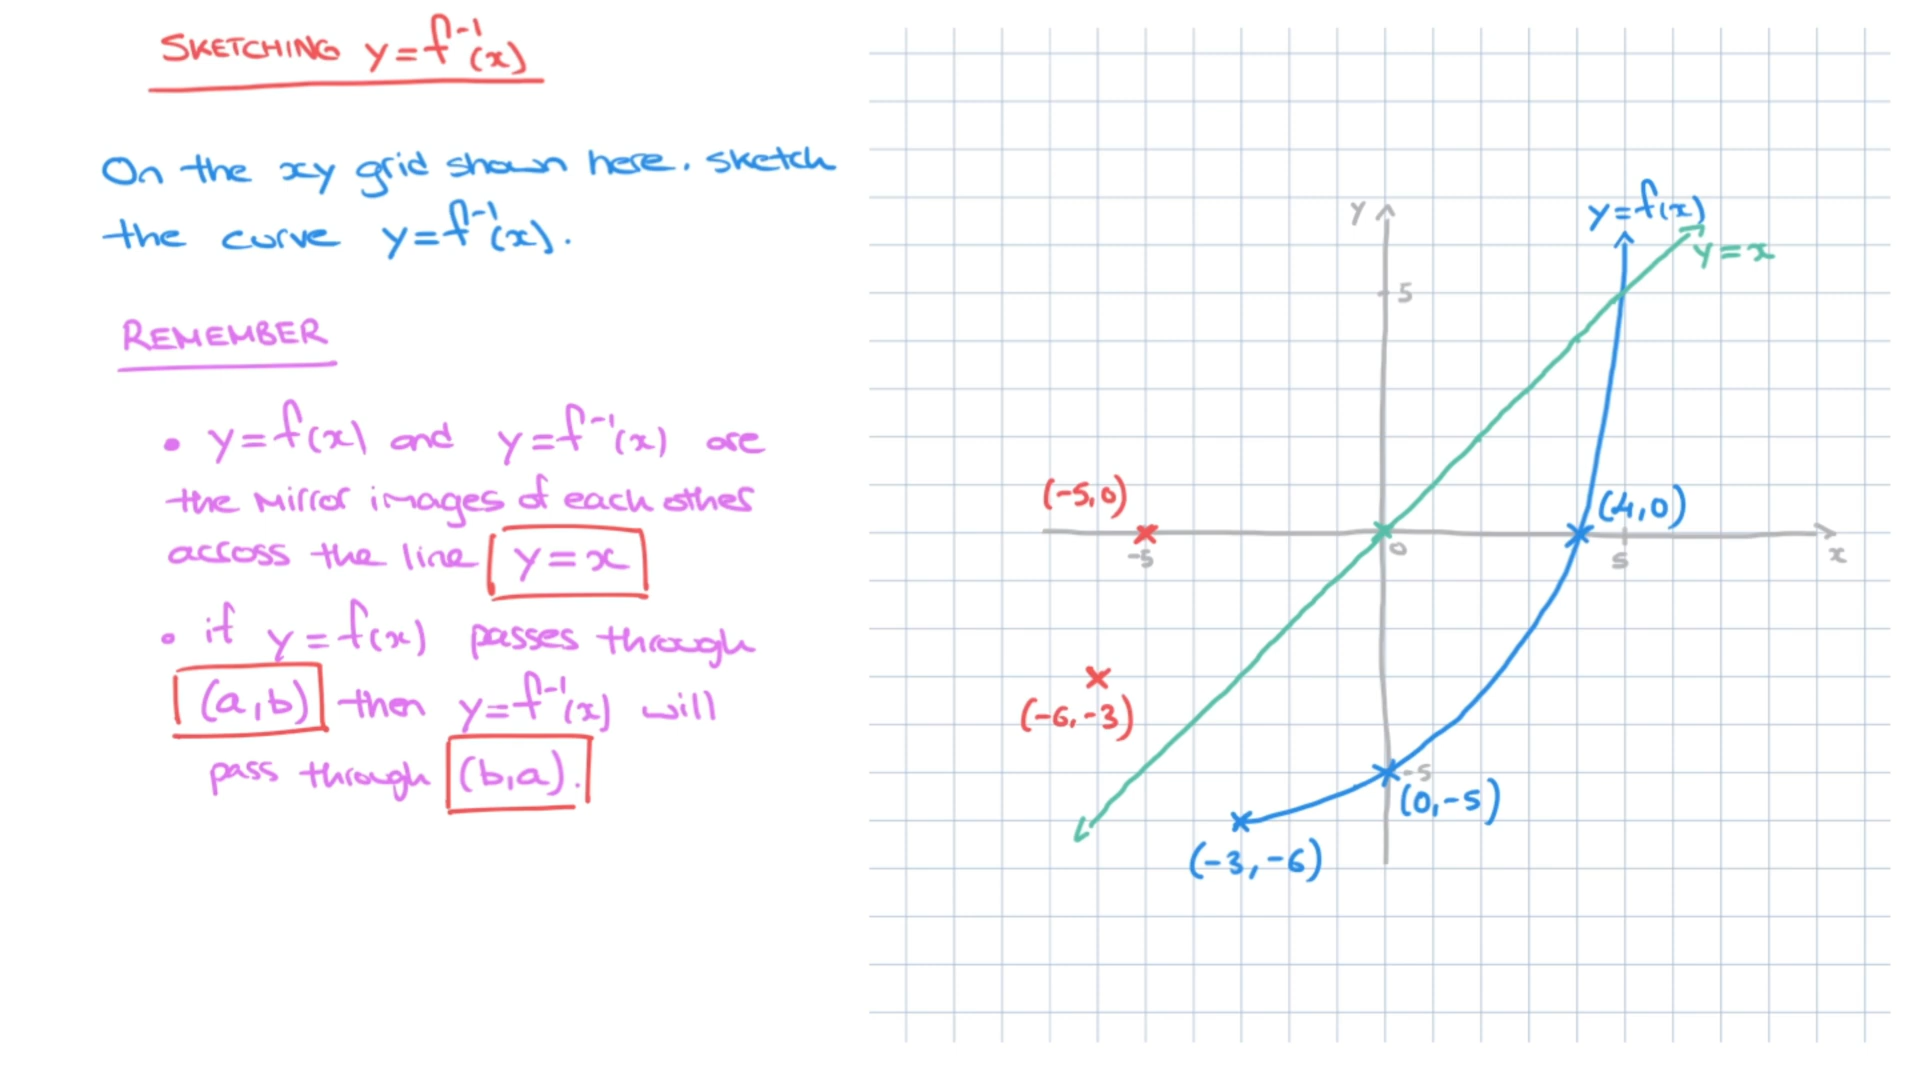 SKETCHING y=f⁻¹(x)
On the xy grid shown here. sketch
the curve y=f⁻¹(x).
REMEMBER
• y=f(x) and y=f⁻¹(x) are
the mirror images of each other
across the line y=x
• if y=f(x) passes through
(a,b) then y=f⁻¹(x) will
pass through (b,a).
y
y=f(x)
y=x
5
(-5,0)
(4,0)
-5
0
5
x
(-6,-3)
-5
(0,-5)
(-3,-6)